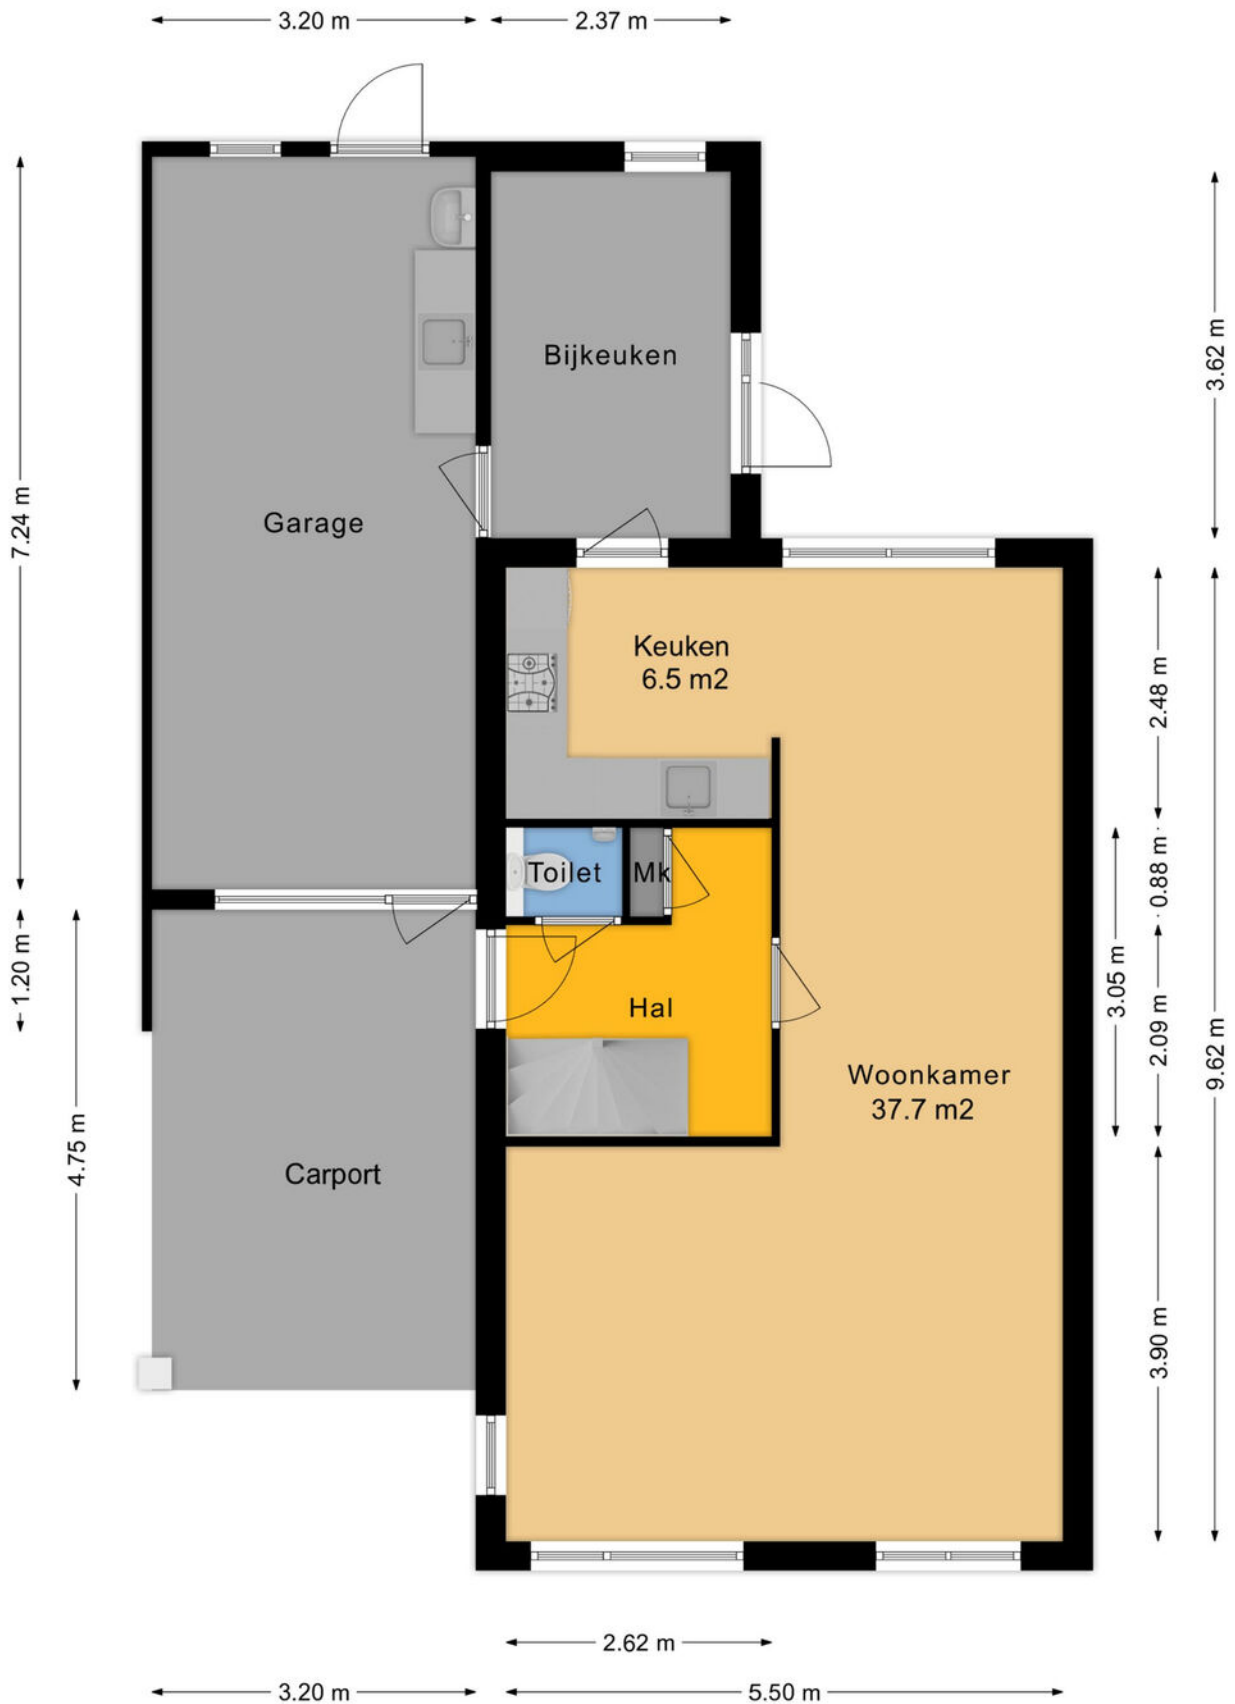 3.20 m
2.37 m
3.62 m
Bijkeuken
7.24 m
Garage
Keuken
6.5 m2
2.48 m
Toilet
Mk
0.88 m
1.20 m
3.05 m
Hal
2.09 m
9.62 m
Woonkamer
37.7 m2
4.75 m
Carport
3.90 m
2.62 m
3.20 m
5.50 m